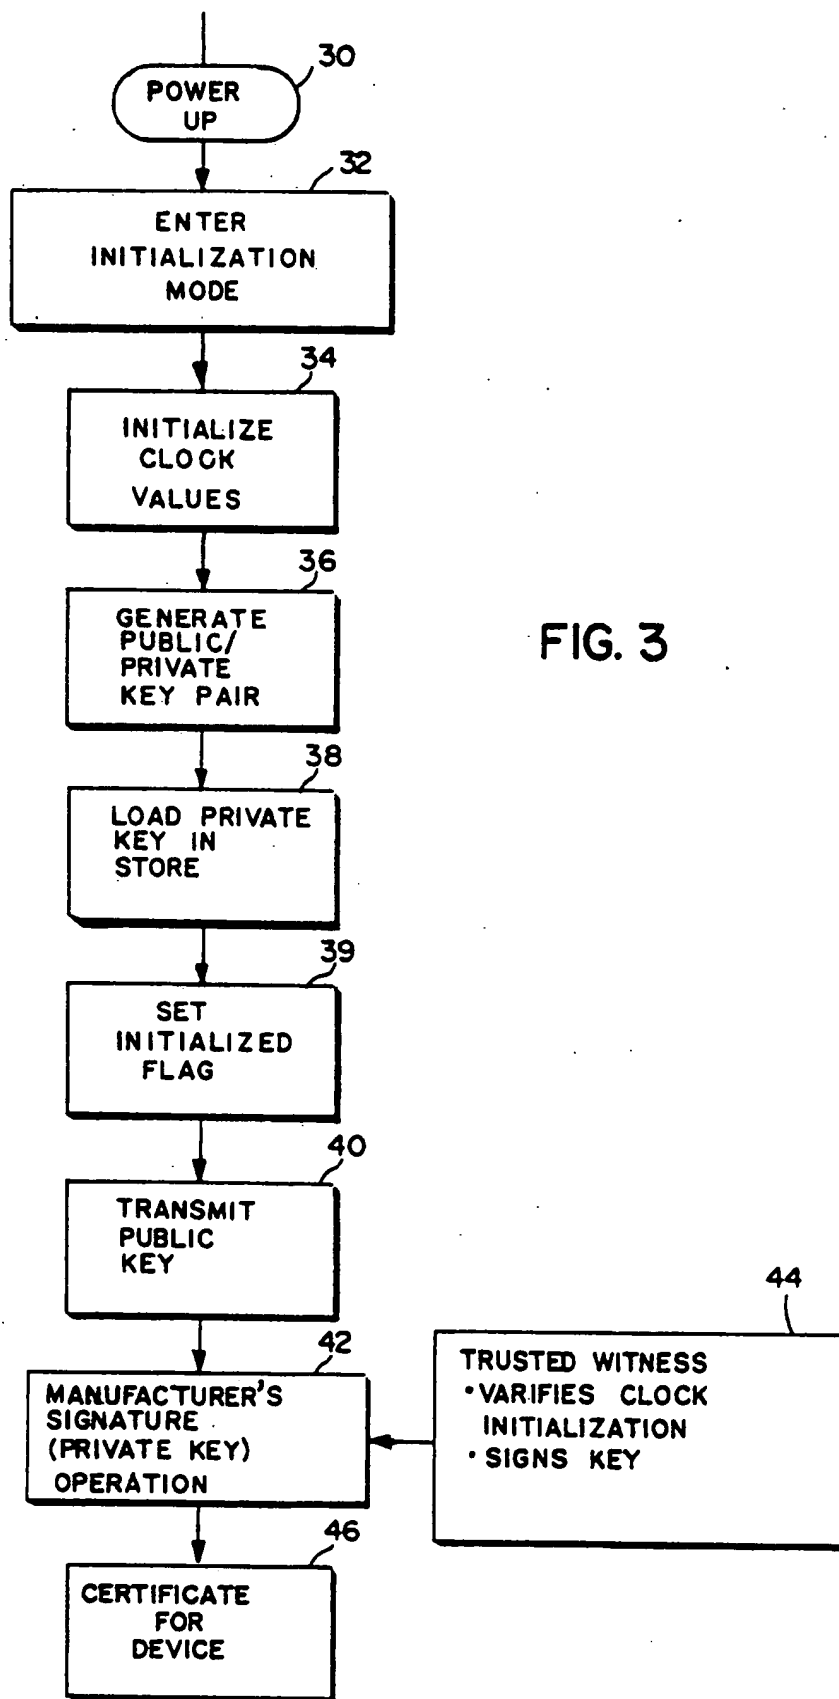 30
POWER
UP
32
ENTER
INITIALIZATION
MODE
34
INITIALIZE
CLOCK
VALUES
36
GENERATE
PUBLIC/
PRIVATE
KEY PAIR
FIG. 3
38
LOAD PRIVATE
KEY IN
STORE
39
SET
INITIALIZED
FLAG
40
TRANSMIT
PUBLIC
KEY
42
MANUFACTURER'S
SIGNATURE
(PRIVATE KEY)
OPERATION
44
TRUSTED WITNESS
• VARIFIES CLOCK
INITIALIZATION
• SIGNS KEY
46
CERTIFICATE
FOR
DEVICE